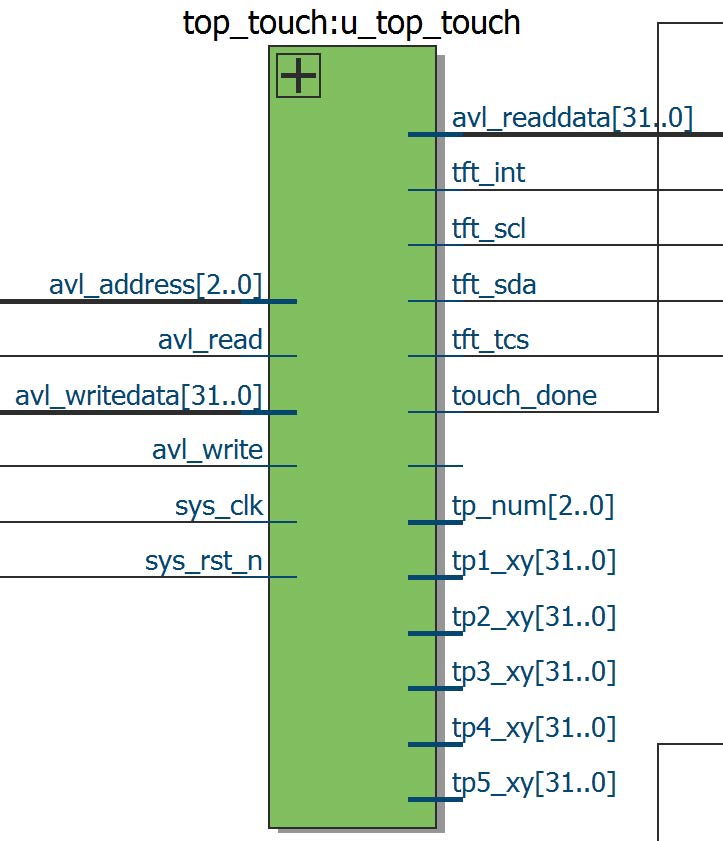 top_touch:u_top_touch
avl_readdata[31..0]
tft_int
tft_scl
avl_address[2..0]
tft_sda
avl_read
tft_tcs
avl_writedata[31..0]
touch_done
avl_write
sys_clk
tp_num[2..0]
sys_rst_n
tp1_xy[31..0]
tp2_xy[31..0]
tp3_xy[31..0]
tp4_xy[31..0]
tp5_xy[31..0]